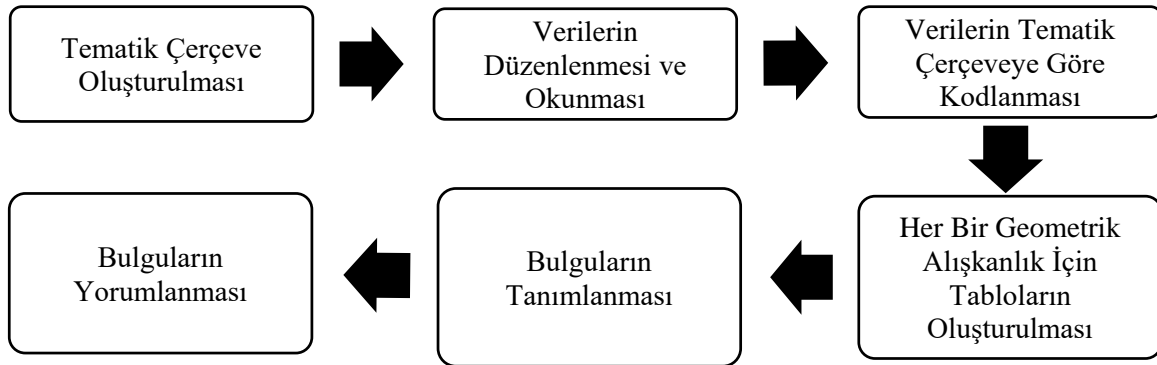 Tematik Çerçeve
Oluşturulması
Verilerin
Düzenlenmesi ve
Okunması
Verilerin Tematik
Çerçeveye Göre
Kodlanması
Her Bir Geometrik
Alışkanlık İçin
Tabloların
Oluşturulması
Bulguların
Tanımlanması
Bulguların
Yorumlanması